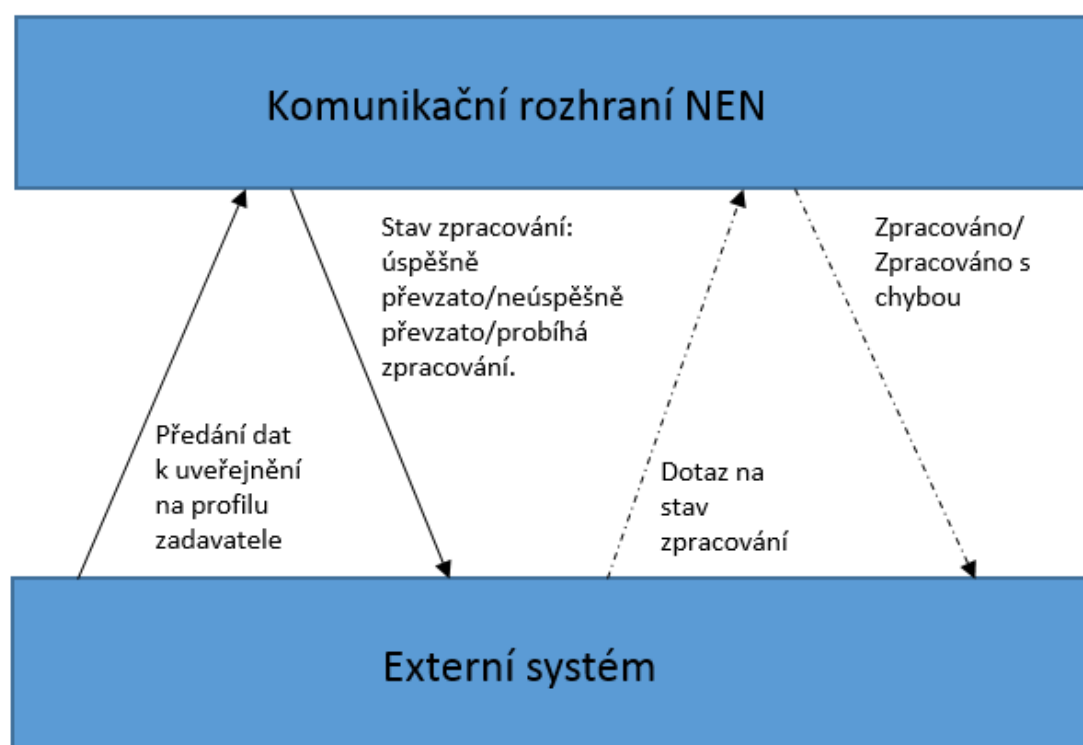 Komunikační rozhraní NEN
Stav zpracování:
úspěšně
převzato/neúspěšně
převzato/probíhá
zpracování.
Zpracováno/
Zpracováno s
chybou
Předání dat
k uveřejnění
na profilu
zadavatele
Dotaz na
stav
zpracování
Externí systém